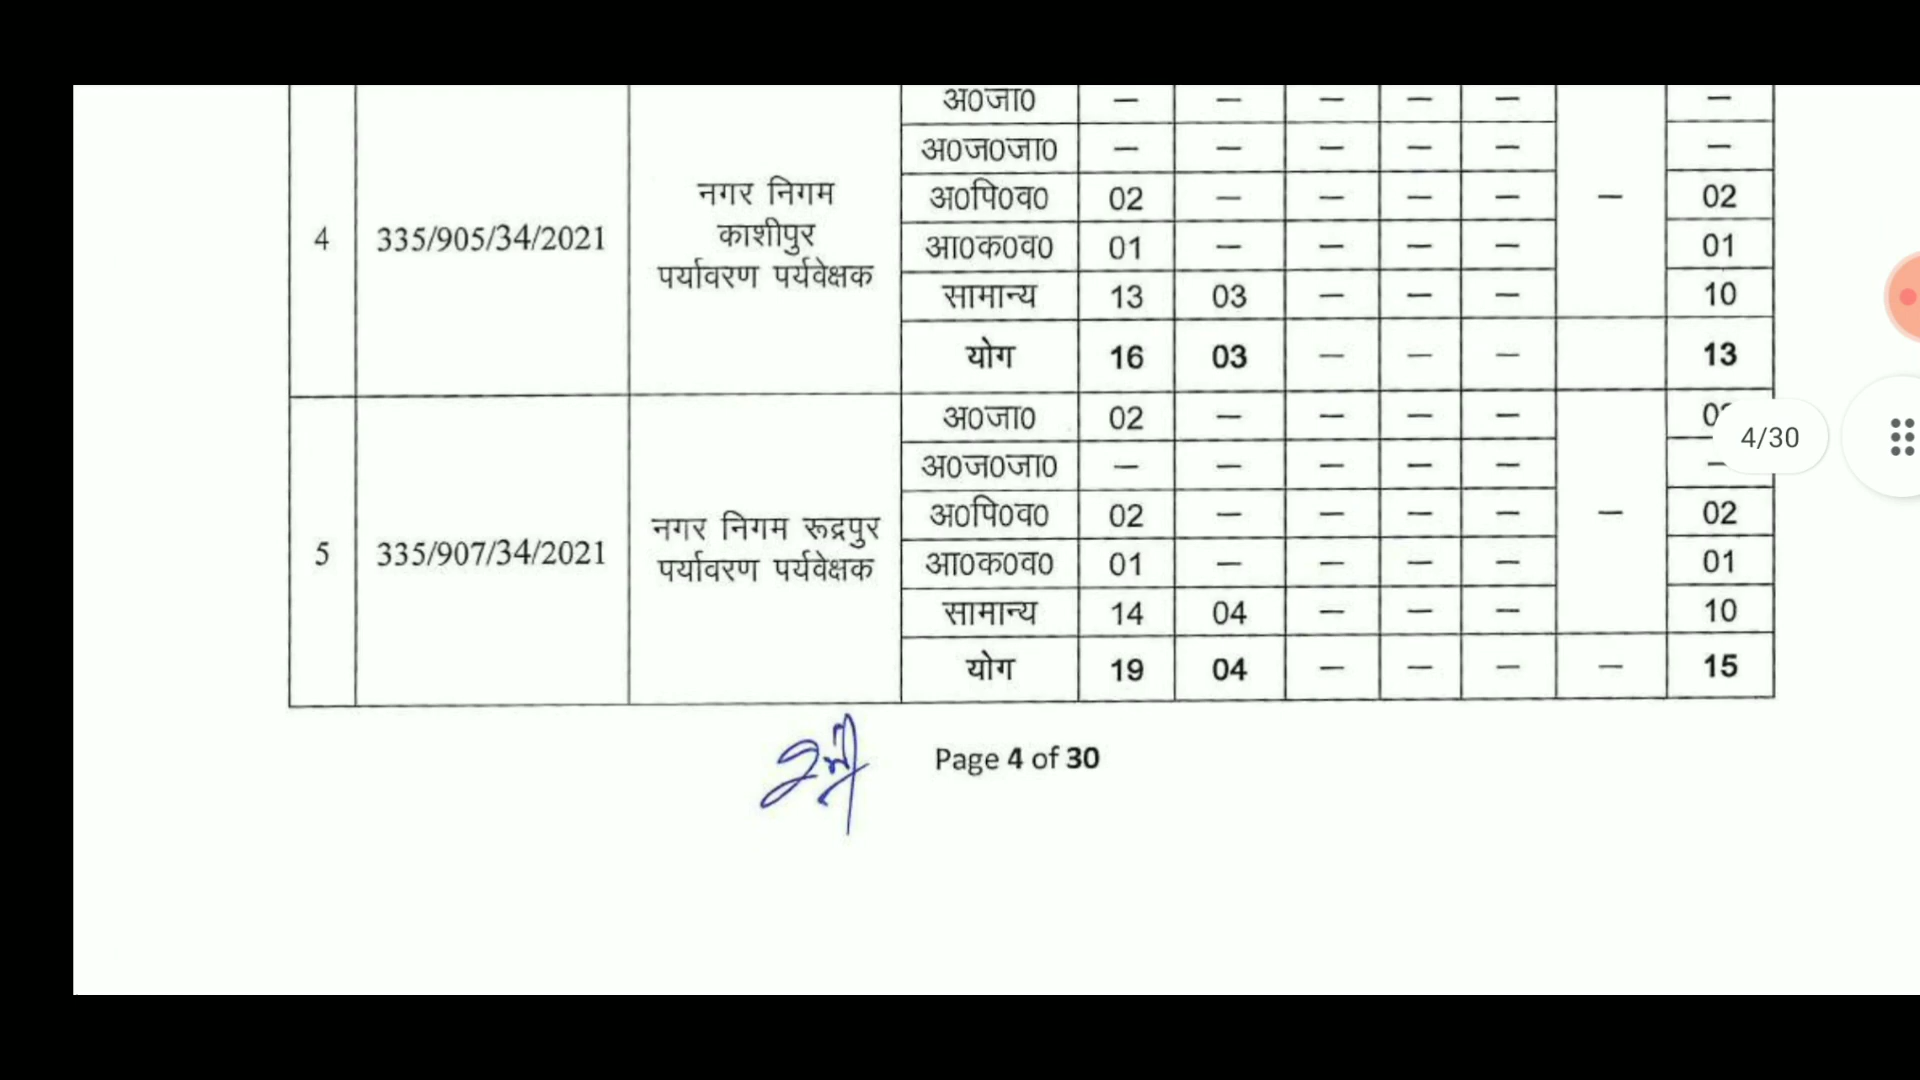 अ0जा0 — — — — — —
अ0ज0जा0 — — — — — —
अ0पि0व0 02 — — — — — 02
आ0क0व0 01 — — — — 01
सामान्य 13 03 — — — 10
योग 16 03 — — — 13
4 335/905/34/2021 नगर निगम
काशीपुर
पर्यावरण पर्यवेक्षक
अ0जा0 02 — — — —
अ0ज0जा0 — — — — — —
अ0पि0व0 02 — — — — — 02
आ0क0व0 01 — — — — 01
सामान्य 14 04 — — — 10
योग 19 04 — — — — 15
5 335/907/34/2021 नगर निगम रूद्रपुर
पर्यावरण पर्यवेक्षक
4/30
Page 4 of 30